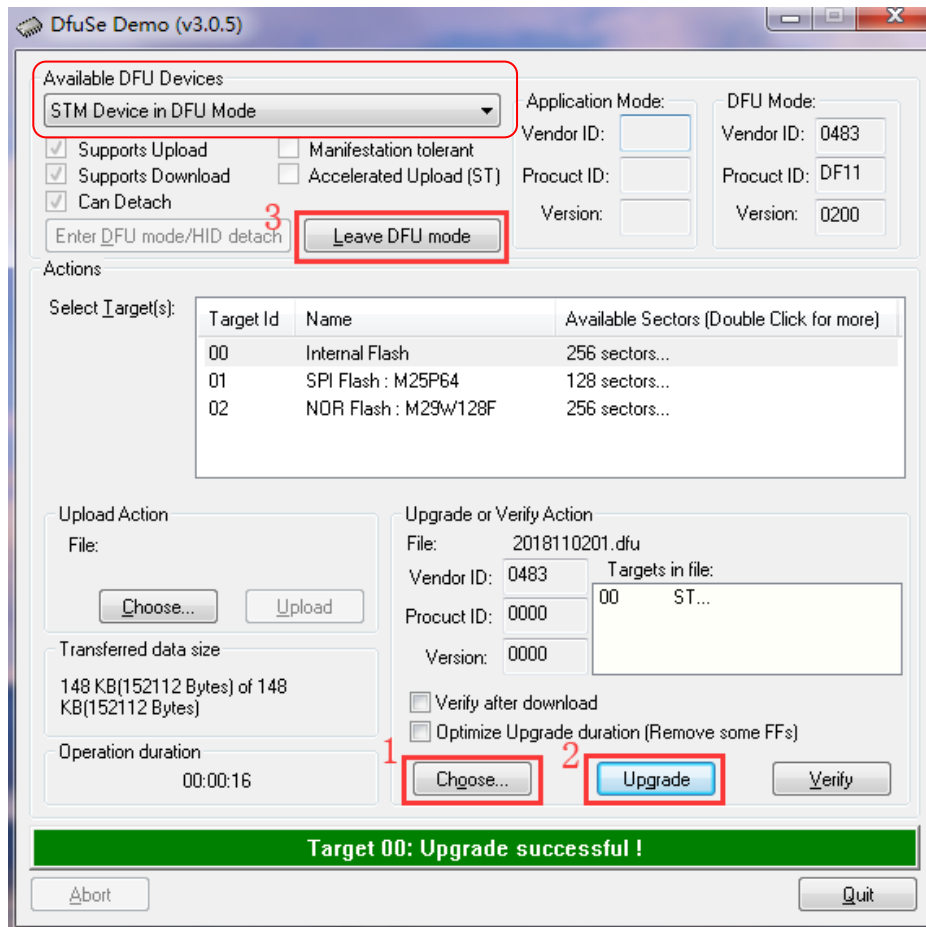 DfuSe Demo (v3.0.5)
Available DFU Devices
STM Device in DFU Mode
Supports Upload
Manifestation tolerant
Supports Download
Accelerated Upload (ST)
Can Detach
3
Enter DFU mode/HID detach
Leave DFU mode
Application Mode:
Vendor ID:
Procuct ID:
Version:
DFU Mode:
Vendor ID: 0483
Procuct ID: DF11
Version: 0200
Actions
Select Target(s):
Target Id Name Available Sectors (Double Click for more)
00 Internal Flash 256 sectors...
01 SPI Flash : M25P64 128 sectors...
02 NOR Flash : M29W128F 256 sectors...
Upload Action
File:
Choose...
Upload
Transferred data size
148 KB(152112 Bytes) of 148
KB(152112 Bytes)
Operation duration
00:00:16
Upgrade or Verify Action
File: 2018110201.dfu
Vendor ID: 0483
Procuct ID: 0000
Version: 0000
Targets in file:
00 ST...
Verify after download
Optimize Upgrade duration (Remove some FFs)
1
Choose...
2
Upgrade
Verify
Target 00: Upgrade successful !
Abort
Quit